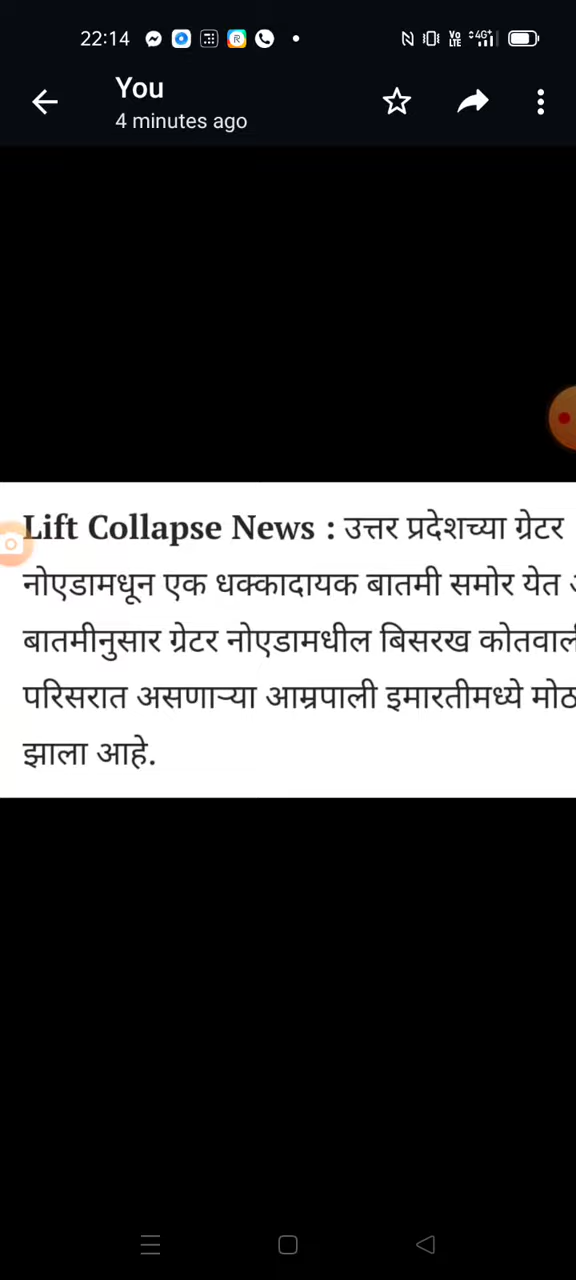 22:14
You
4 minutes ago
Lift Collapse News : उत्तर प्रदेशच्या ग्रेटर
नोएडामधून एक धक्कादायक बातमी समोर येत
बातमीनुसार ग्रेटर नोएडामधील बिसरख
परिसरात असणाऱ्या आम्रपाली इमारतीमध्ये
झाला आहे.